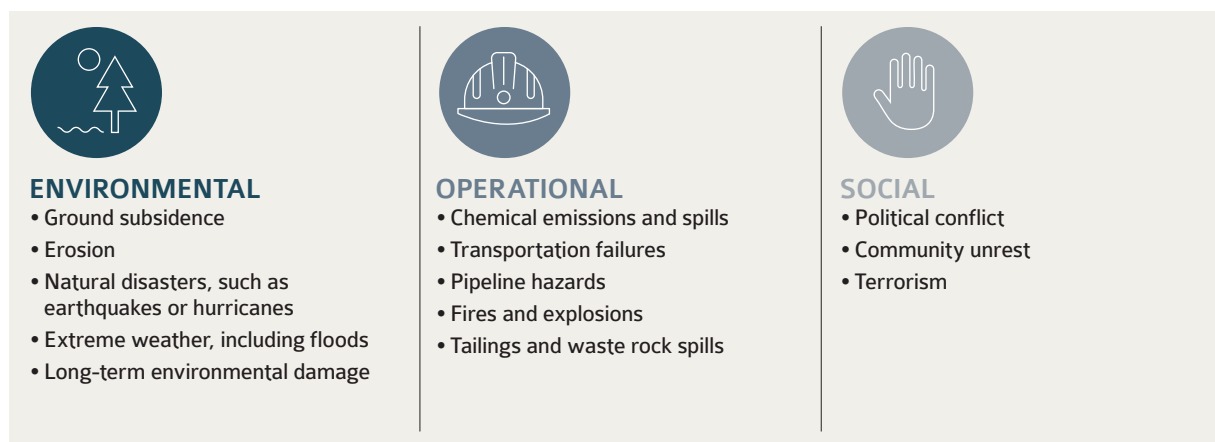 ENVIRONMENTAL
• Ground subsidence
• Erosion
• Natural disasters, such as
earthquakes or hurricanes
• Extreme weather, including floods
• Long-term environmental damage
OPERATIONAL
• Chemical emissions and spills
• Transportation failures
• Pipeline hazards
• Fires and explosions
• Tailings and waste rock spills
SOCIAL
• Political conflict
• Community unrest
• Terrorism